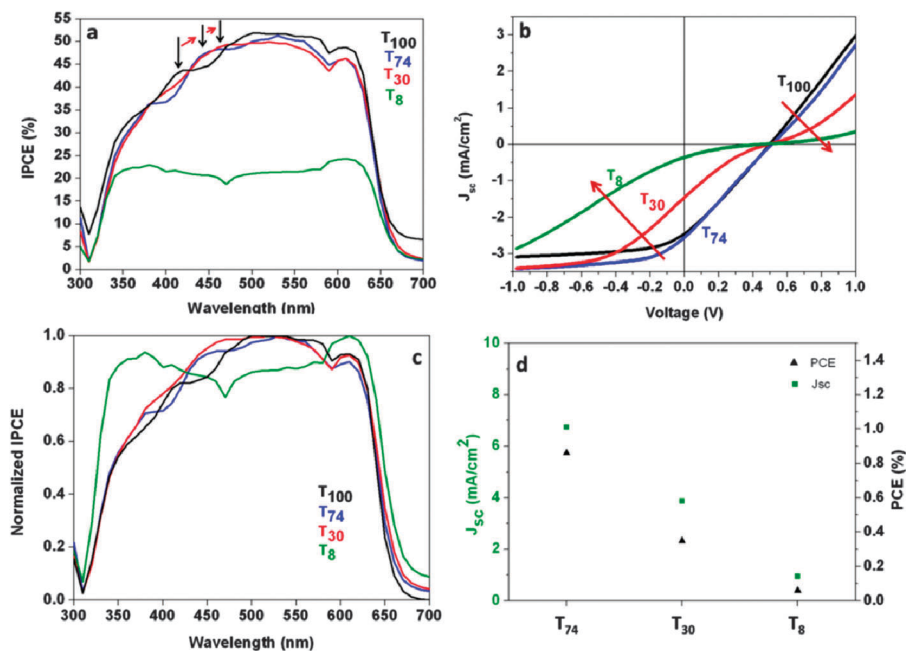 a
T100
T74
T30
T8
IPCE (%)
55
50
45
40
35
30
25
20
15
10
5
0
300 350 400 450 500 550 600 650 700
Wavelength (nm)
b
T100
T8
T30
T74
Jsc (mA/cm2)
3
2
1
0
-1
-2
-3
-1.0 -0.8 -0.6 -0.4 -0.2 0.0 0.2 0.4 0.6 0.8 1.0
Voltage (V)
c
T100
T74
T30
T8
Normalized IPCE
1.0
0.8
0.6
0.4
0.2
0.0
300 350 400 450 500 550 600 650 700
Wavelength (nm)
d
PCE
Jsc
JSC (mA/cm2)
10
8
6
4
2
0
1.4
1.2
1.0
0.8
0.6
0.4
0.2
0.0
PCE (%)
T74 T30 T8